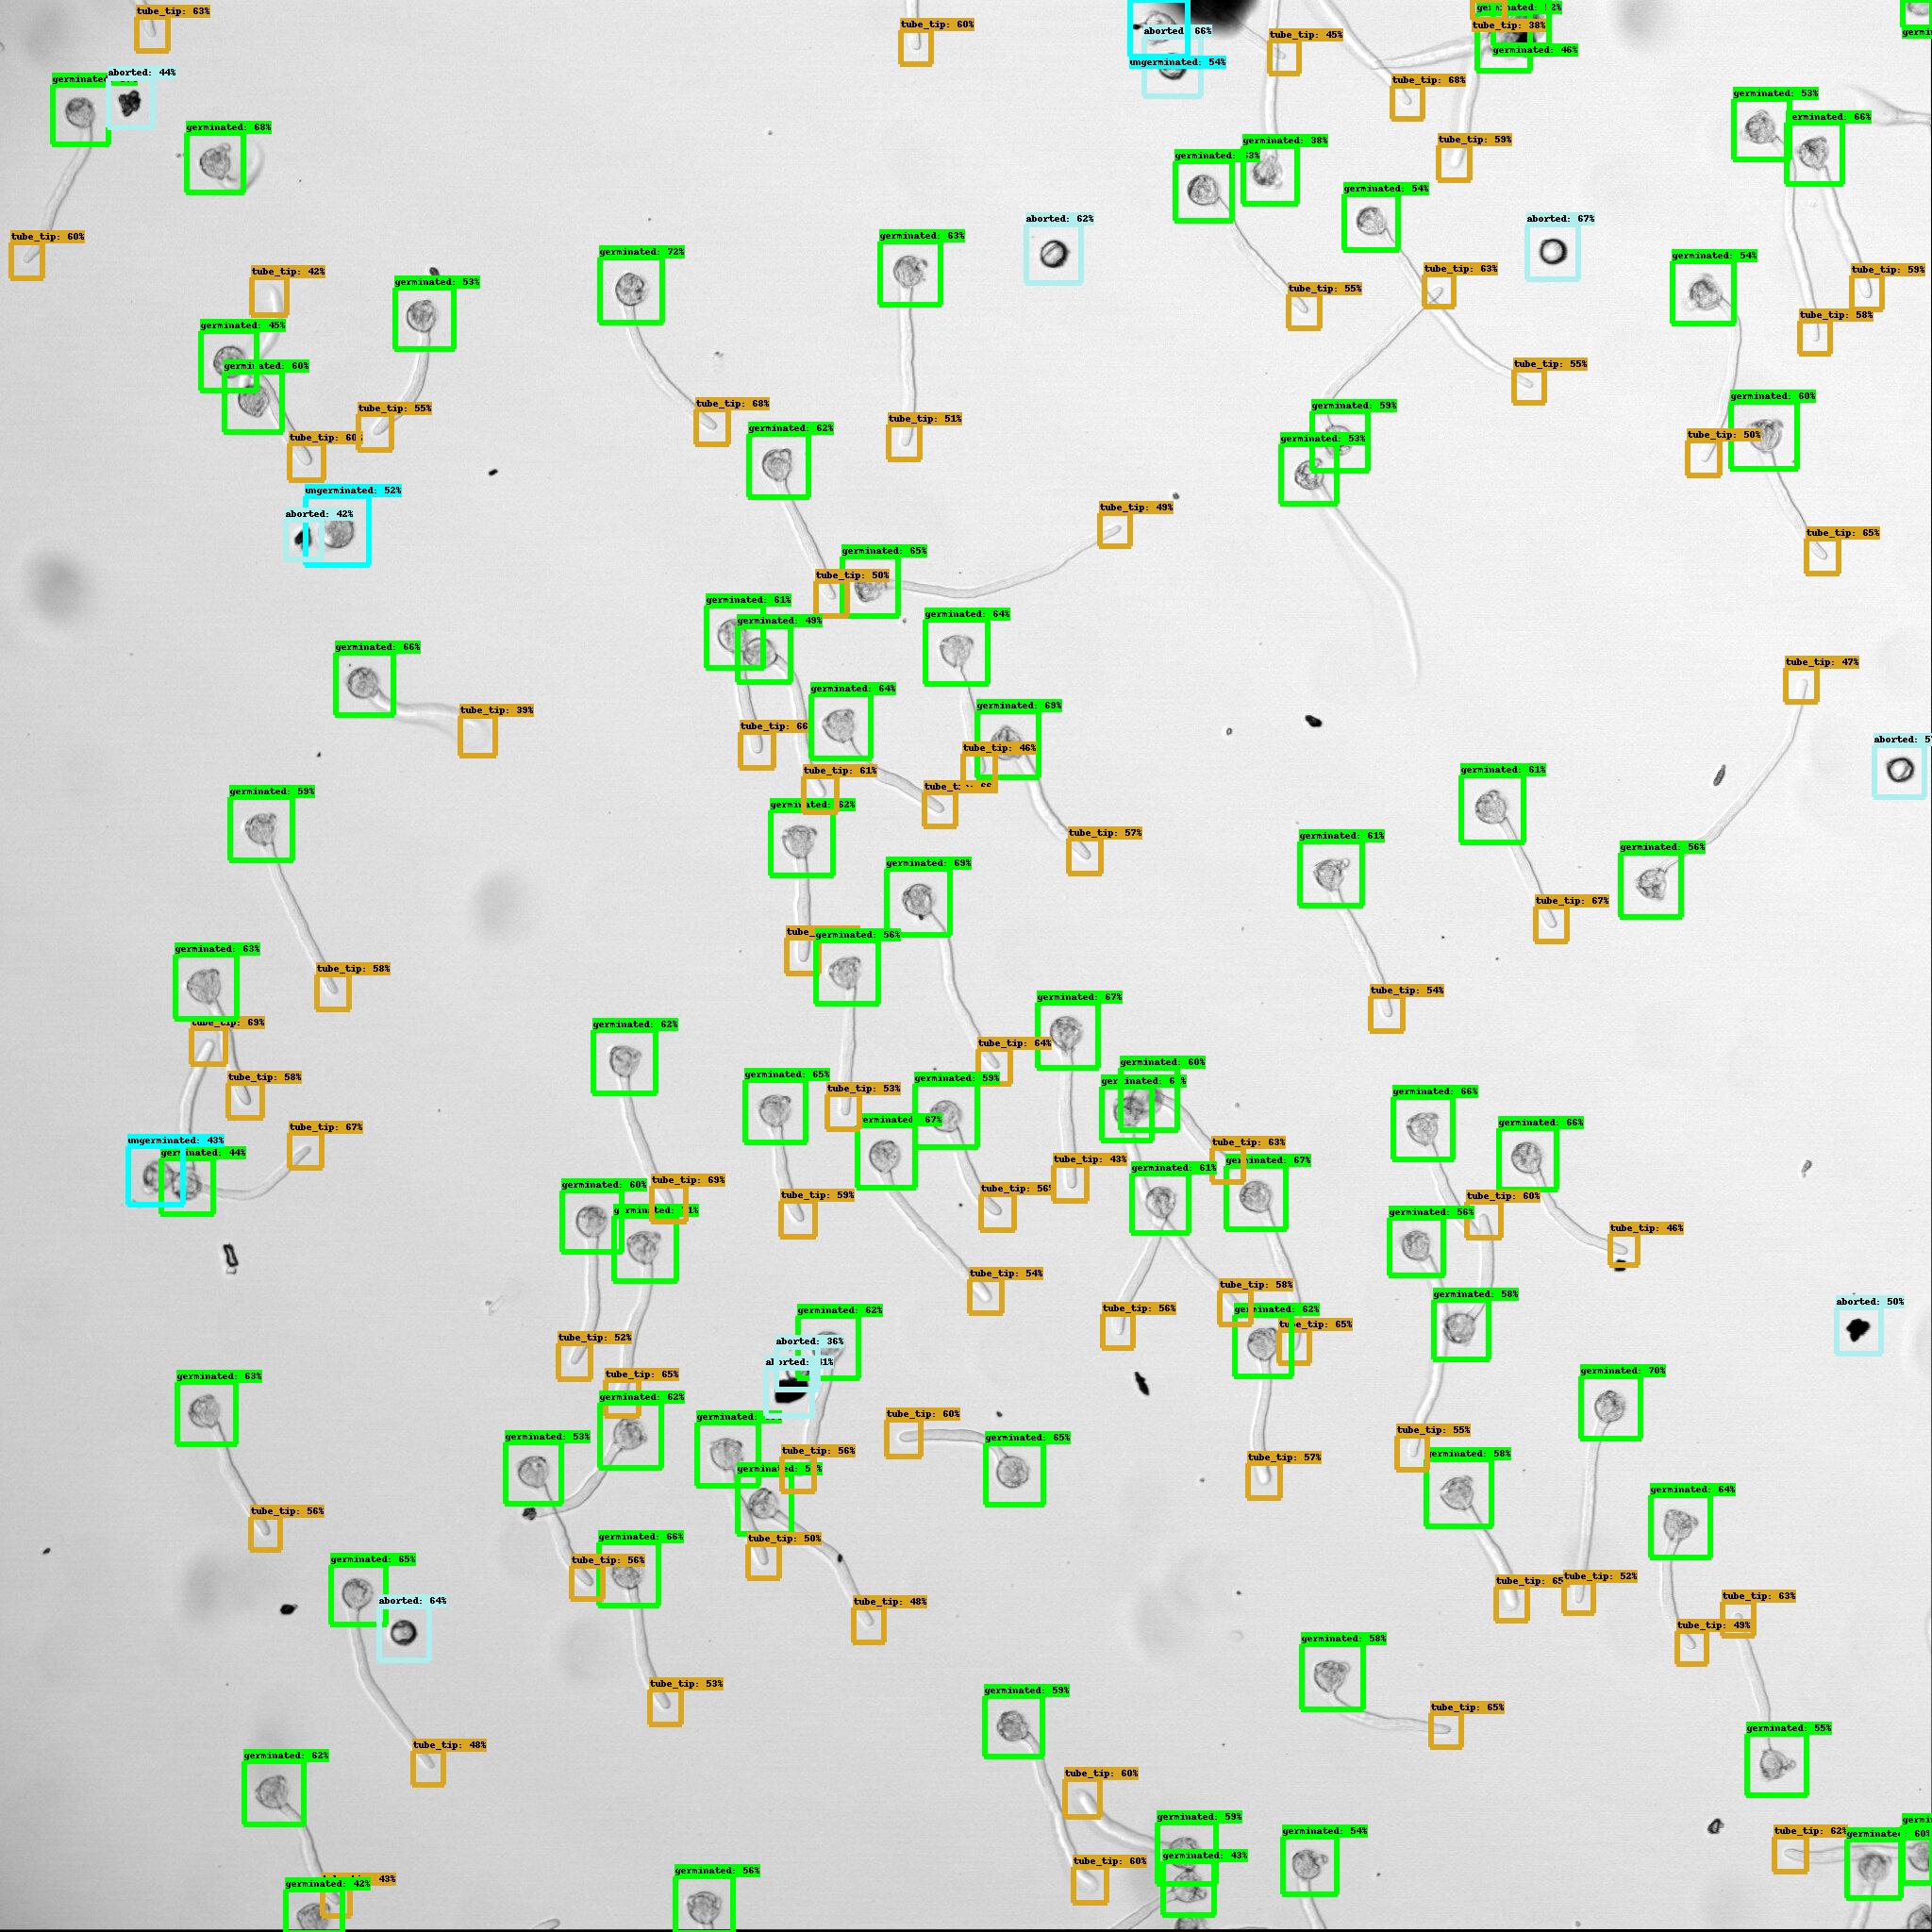 tube_tip: 63%
tube_tip: 60%
aborted: 66%
ungerminated: 54%
tube_tip: 45%
tube_tip: 38%
germinated: 46%
aborted: 44%
tube_tip: 68%
germinated: 53%
germinated: 66%
germinated: 68%
tube_tip: 59%
germinated: 38%
germinated: 54%
tube_tip: 60%
aborted: 62%
aborted: 67%
germinated: 63%
germinated: 72%
germinated: 54%
tube_tip: 42%
germinated: 53%
tube_tip: 63%
tube_tip: 59%
tube_tip: 55%
tube_tip: 58%
germinated: 45%
germinated: 60%
tube_tip: 55%
germinated: 60%
tube_tip: 55%
tube_tip: 68%
germinated: 59%
tube_tip: 51%
germinated: 62%
tube_tip: 60
germinated: 53%
tube_tip: 50%
ungerminated: 52%
aborted: 42%
tube_tip: 49%
tube_tip: 65%
germinated: 65%
tube_tip: 50%
germinated: 61%
germinated: 49%
germinated: 64%
germinated: 66%
tube_tip: 47%
germinated: 64%
germinated: 69%
tube_tip: 39%
tube_tip: 66
tube_tip: 46%
aborted: 5
tube_tip: 61%
germinated: 61%
germinated: 59%
germinated: 62%
tube_tip: 57%
germinated: 61%
germinated: 56%
germinated: 69%
tube_tip: 67%
germinated: 56%
germinated: 63%
tube_tip: 58%
tube_tip: 54%
germinated: 67%
tube_tip: 69%
germinated: 62%
tube_tip: 64%
germinated: 60%
tube_tip: 58%
germinated: 65%
germinated: 59%
tube_tip: 53%
germinated: 67%
germinated: 66%
germinated: 66%
tube_tip: 67%
ungerminated: 43%
germinated: 44%
tube_tip: 63%
germinated: 67%
tube_tip: 43%
germinated: 61%
tube_tip: 69%
germinated: 60%
tube_tip: 59%
tube_tip: 56%
tube_tip: 60%
germinated: 56%
tube_tip: 46%
tube_tip: 54%
tube_tip: 58%
germinated: 58%
tube_tip: 56%
germinated: 62%
germinated: 62%
aborted: 50%
tube_tip: 65%
tube_tip: 52%
aborted: 36%
germinated: 63%
tube_tip: 65%
germinated: 70%
germinated: 62%
tube_tip: 60%
germinated: 53%
germinated: 65%
tube_tip: 55%
tube_tip: 56%
germinated: 58%
tube_tip: 57%
germinated: 64%
tube_tip: 56%
germinated: 66%
tube_tip: 50%
germinated: 65%
tube_tip: 56%
tube_tip: 52%
aborted: 64%
tube_tip: 48%
tube_tip: 63%
tube_tip: 49%
germinated: 58%
tube_tip: 53%
germinated: 59%
tube_tip: 65%
tube_tip: 48%
germinated: 62%
germinated: 55%
tube_tip: 60%
germinated: 59%
germinated: 54%
tube_tip: 62%
germinated: 43%
tube_tip: 60%
germinated: 56%
germinated: 42%